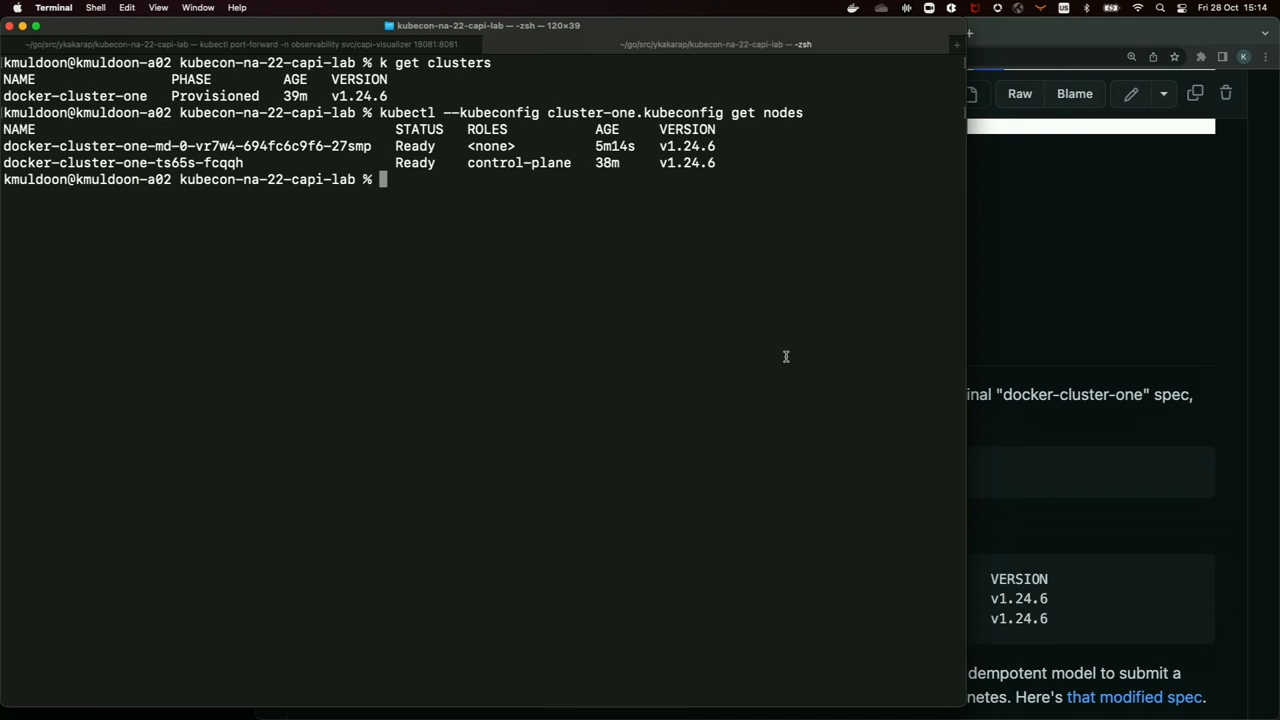 Terminal Shell Edit View Window Help US Fri 28 Oct 15:14
kubecon-na-22-capi-lab — -zsh — 120×39
~/go/src/ykakarap/kubecon-na-22-capi-lab — kubectl port-forward -n observability svc/capi-visualizer 18081:8081
~/go/src/ykakarap/kubecon-na-22-capi-lab — -zsh
kmuldoon@kmuldoon-a02 kubecon-na-22-capi-lab % k get clusters
NAME PHASE AGE VERSION
docker-cluster-one Provisioned 39m v1.24.6
kmuldoon@kmuldoon-a02 kubecon-na-22-capi-lab % kubectl --kubeconfig cluster-one.kubeconfig get nodes
NAME STATUS ROLES AGE VERSION
docker-cluster-one-md-0-vr7w4-694fc6c9f6-27smp Ready <none> 5m14s v1.24.6
docker-cluster-one-ts65s-fcqqh Ready control-plane 38m v1.24.6
kmuldoon@kmuldoon-a02 kubecon-na-22-capi-lab %
K
Raw Blame
inal "docker-cluster-one" spec,
VERSION
v1.24.6
v1.24.6
dempotent model to submit a
netes. Here's that modified spec.